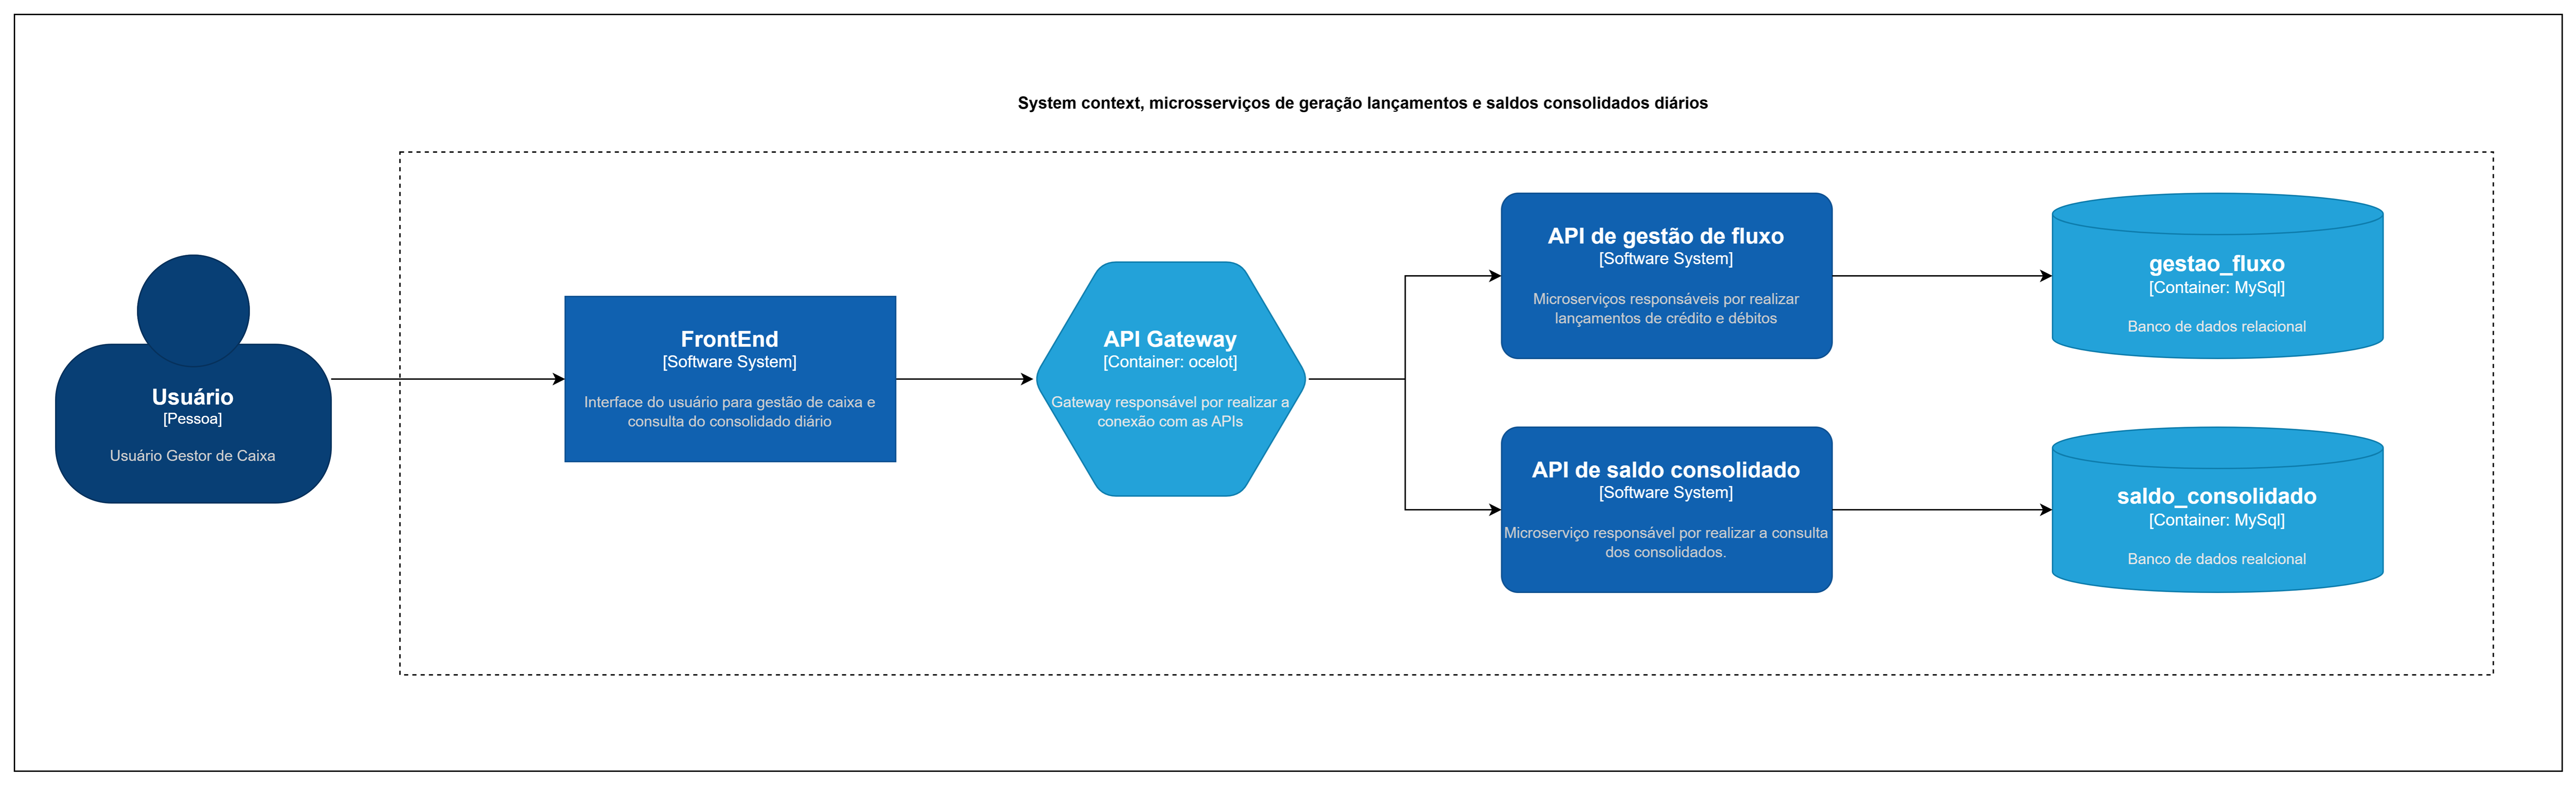 System context, microsserviços de geração lançamentos e saldos consolidados diários
Usuário
[Pessoa]
Usuário Gestor de Caixa
FrontEnd
[Software System]
Interface do usuário para gestão de caixa e
consulta do consolidado diário
API Gateway
[Container: ocelot]
Gateway responsável por realizar a
conexão com as APIs
API de gestão de fluxo
[Software System]
Microserviços responsáveis por realizar
lançamentos de crédito e débitos
gestao_fluxo
[Container: MySql]
Banco de dados relacional
API de saldo consolidado
[Software System]
Microserviço responsável por realizar a consulta
dos consolidados.
saldo_consolidado
[Container: MySql]
Banco de dados realcional